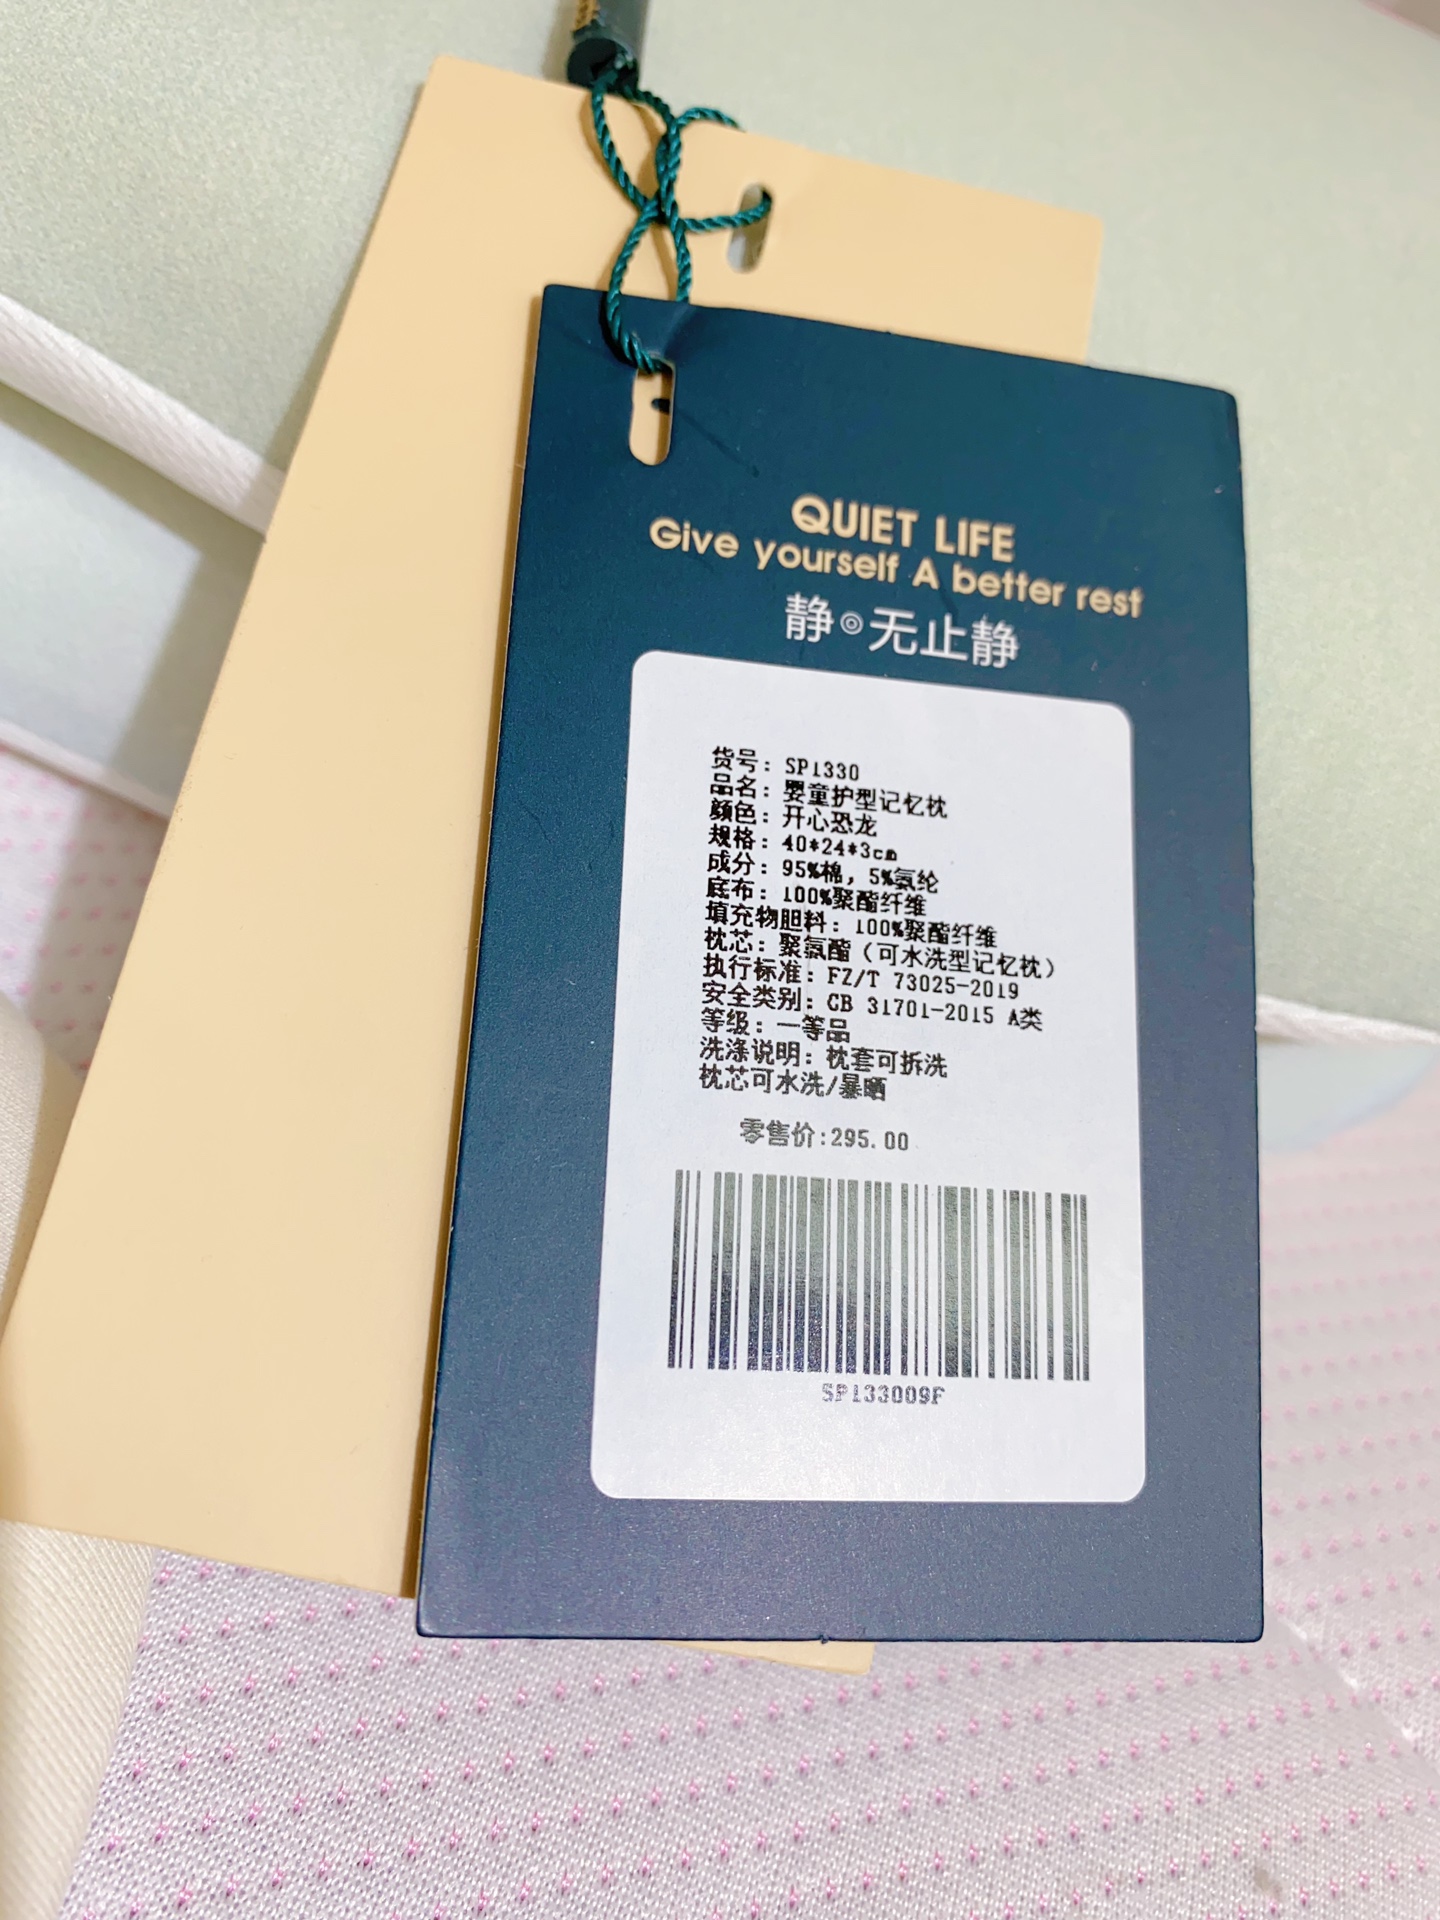 QUIET LIFE
Give yourself A better rest
静◎无止静
货号：SP1330
品名：婴童护型记忆枕
颜色：开心恐龙
规格：40*24*3cm
成分：95%棉，5%氨纶
底布：100%聚酯纤维
填充物胆料：100%聚酯纤维
枕芯：聚氨酯（可水洗型记忆枕）
执行标准：FZ/T 73025-2019
安全类别：GB 31701-2015 A类
等级：一等品
洗涤说明：枕套可拆洗
枕芯可水洗/暴晒
零售价:295.00
SP133009F